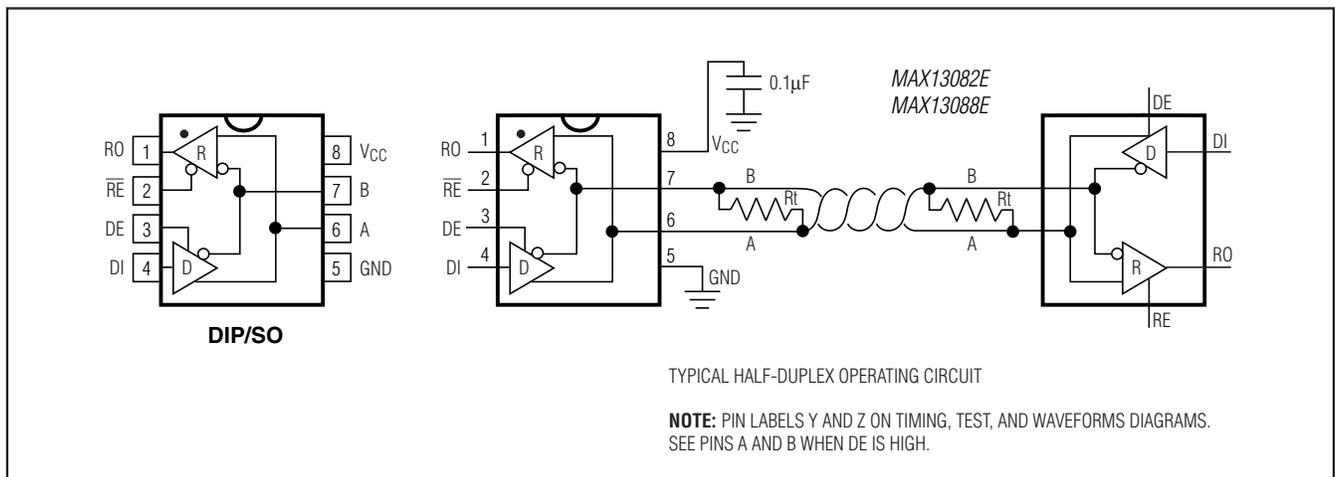 RO
1
R
8
VCC
RE
2
7
B
DE
3
6
A
DI
4
D
5
GND
DIP/SO
RO
1
R
8
VCC
0.1μF
RE
2
7
DE
3
6
DI
4
D
5
GND
B
Rt
A
MAX13082E
MAX13088E
B
Rt
A
DE
D
DI
R
RO
RE
TYPICAL HALF-DUPLEX OPERATING CIRCUIT
NOTE: PIN LABELS Y AND Z ON TIMING, TEST, AND WAVEFORMS DIAGRAMS.
SEE PINS A AND B WHEN DE IS HIGH.